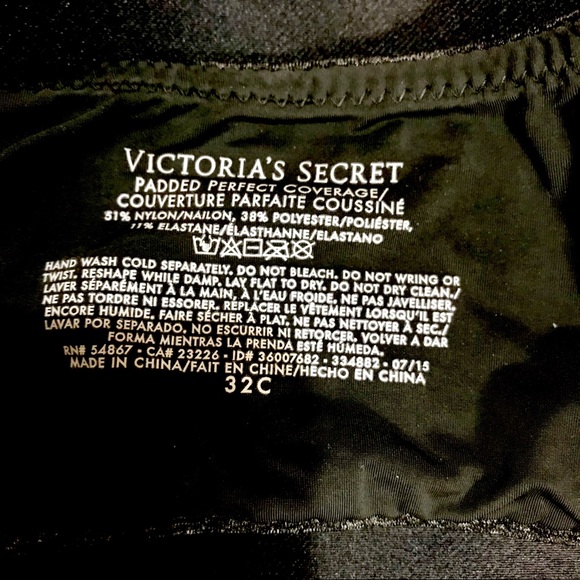 VICTORIA'S SECRET
PADDED PERFECT COVERAGE/
COUVERTURE PARFAITE COUSSINÉ
51% NYLON/NAILON, 38% POLYESTER/POLIÉSTER,
11% ELASTANE/ÉLASTHANNE/ELASTANO
HAND WASH COLD SEPARATELY. DO NOT BLEACH. DO NOT WRING OR
TWIST. RESHAPE WHILE DAMP. LAY FLAT TO DRY. DO NOT DRY CLEAN./
LAVER SÉPARÉMENT À LA MAIN, À L'EAU FROIDE. NE PAS JAVELLISER.
NE PAS TORDRE NI ESSORER. REPLACER LE VÊTEMENT LORSQU'IL EST
ENCORE HUMIDE. FAIRE SÉCHER À PLAT. NE PAS NETTOYER À SEC./
LAVAR POR SEPARADO. NO ESCURRIR NI RETORCER. VOLVER A DAR
FORMA MIENTRAS LA PRENDA ESTÉ HÚMEDA.
RN# 54867 • CA# 23226 • ID# 36007682 • 334882 • 07/15
MADE IN CHINA/FAIT EN CHINE/HECHO EN CHINA
32C